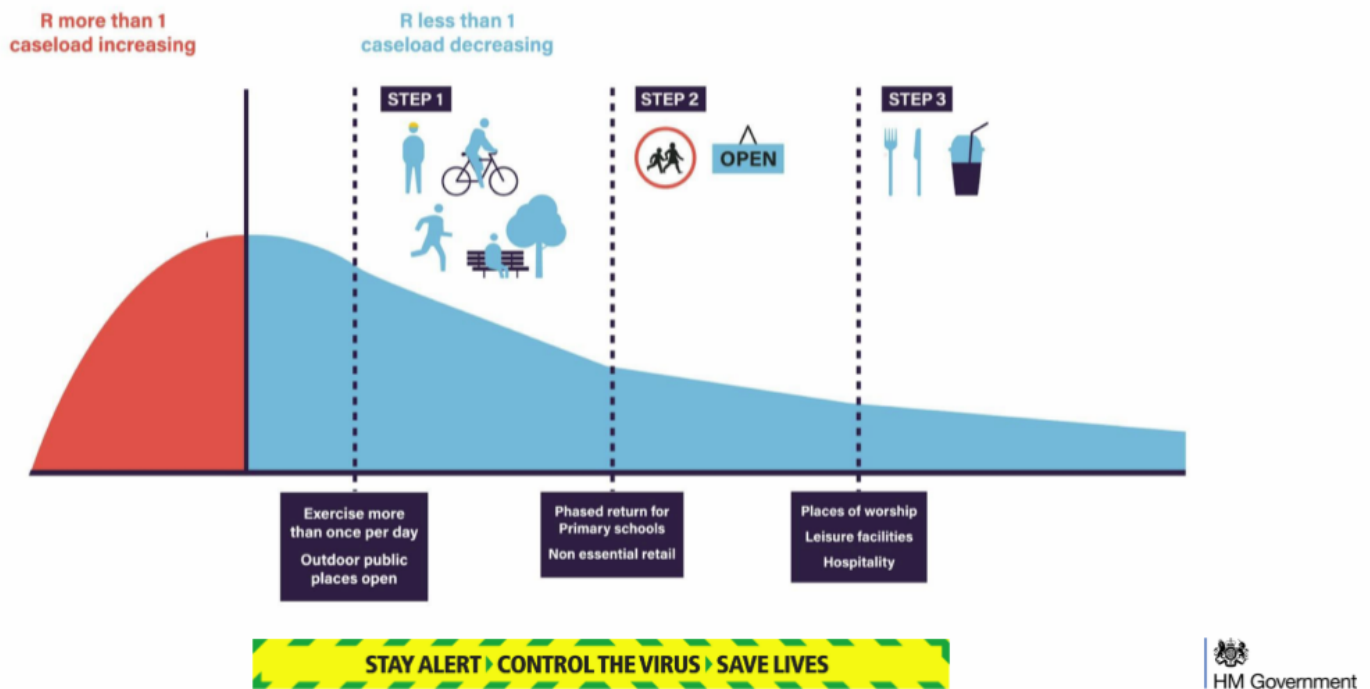 R more than 1
caseload increasing
R less than 1
caseload decreasing
STEP 1
STEP 2
STEP 3
OPEN
Exercise more
than once per day
Outdoor public
places open
Phased return for
Primary schools
Non essential retail
Places of worship
Leisure facilities
Hospitality
STAY ALERT CONTROL THE VIRUS SAVE LIVES
HM Government